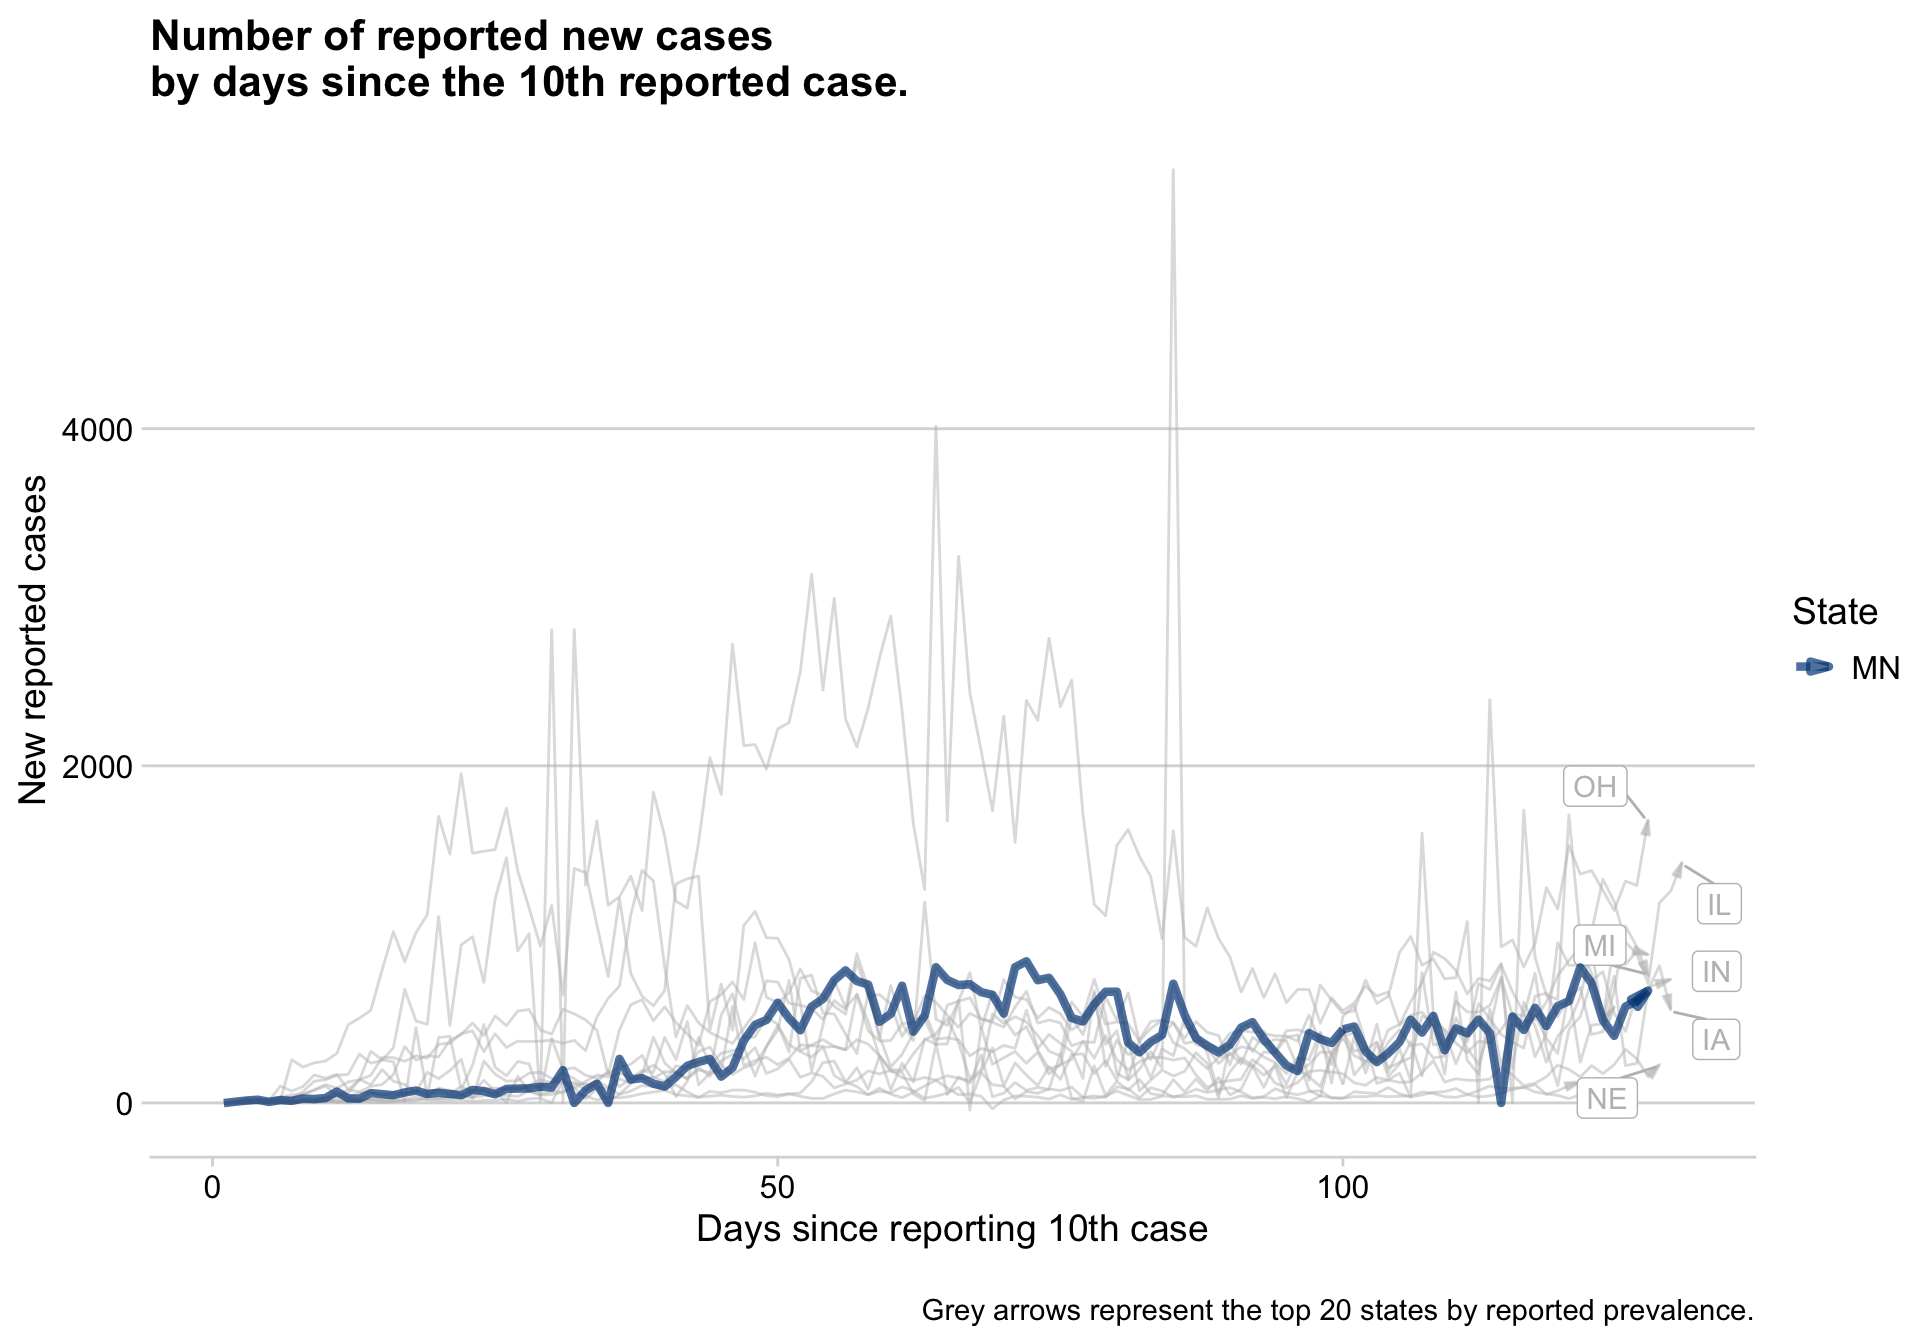 Number of reported new cases
by days since the 10th reported case.
New reported cases
4000
2000
0
0
50
100
Days since reporting 10th case
OH
IL
MI
IN
IA
NE
State
MN
Grey arrows represent the top 20 states by reported prevalence.